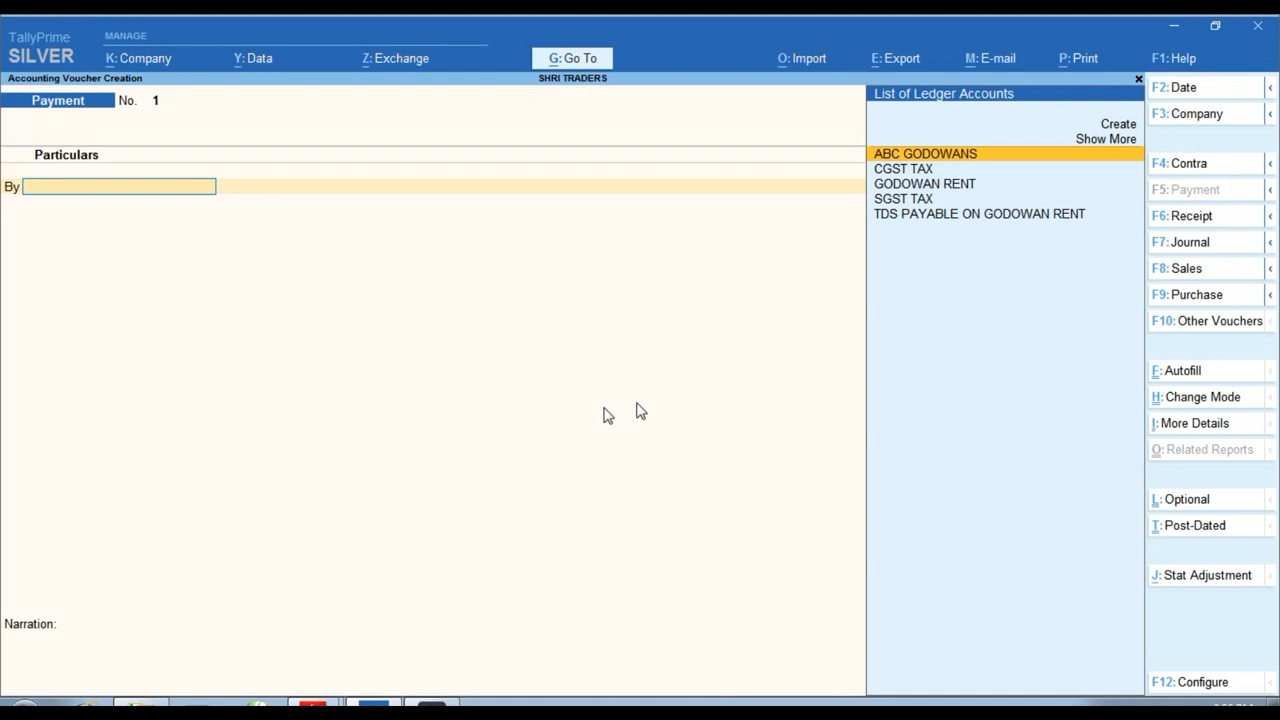 TallyPrime
SILVER
MANAGE
K: Company
Y: Data
Z: Exchange
G: Go To
O: Import
E: Export
M: E-mail
P: Print
F1: Help
Accounting Voucher Creation
SHRI TRADERS
Payment No. 1
Particulars
By
Narration:
List of Ledger Accounts
Create
Show More
ABC GODOWANS
CGST TAX
GODOWAN RENT
SGST TAX
TDS PAYABLE ON GODOWAN RENT
F2: Date
F3: Company
F4: Contra
F5: Payment
F6: Receipt
F7: Journal
F8: Sales
F9: Purchase
F10: Other Vouchers
F: Autofill
H: Change Mode
I: More Details
O: Related Reports
L: Optional
T: Post-Dated
J: Stat Adjustment
F12: Configure